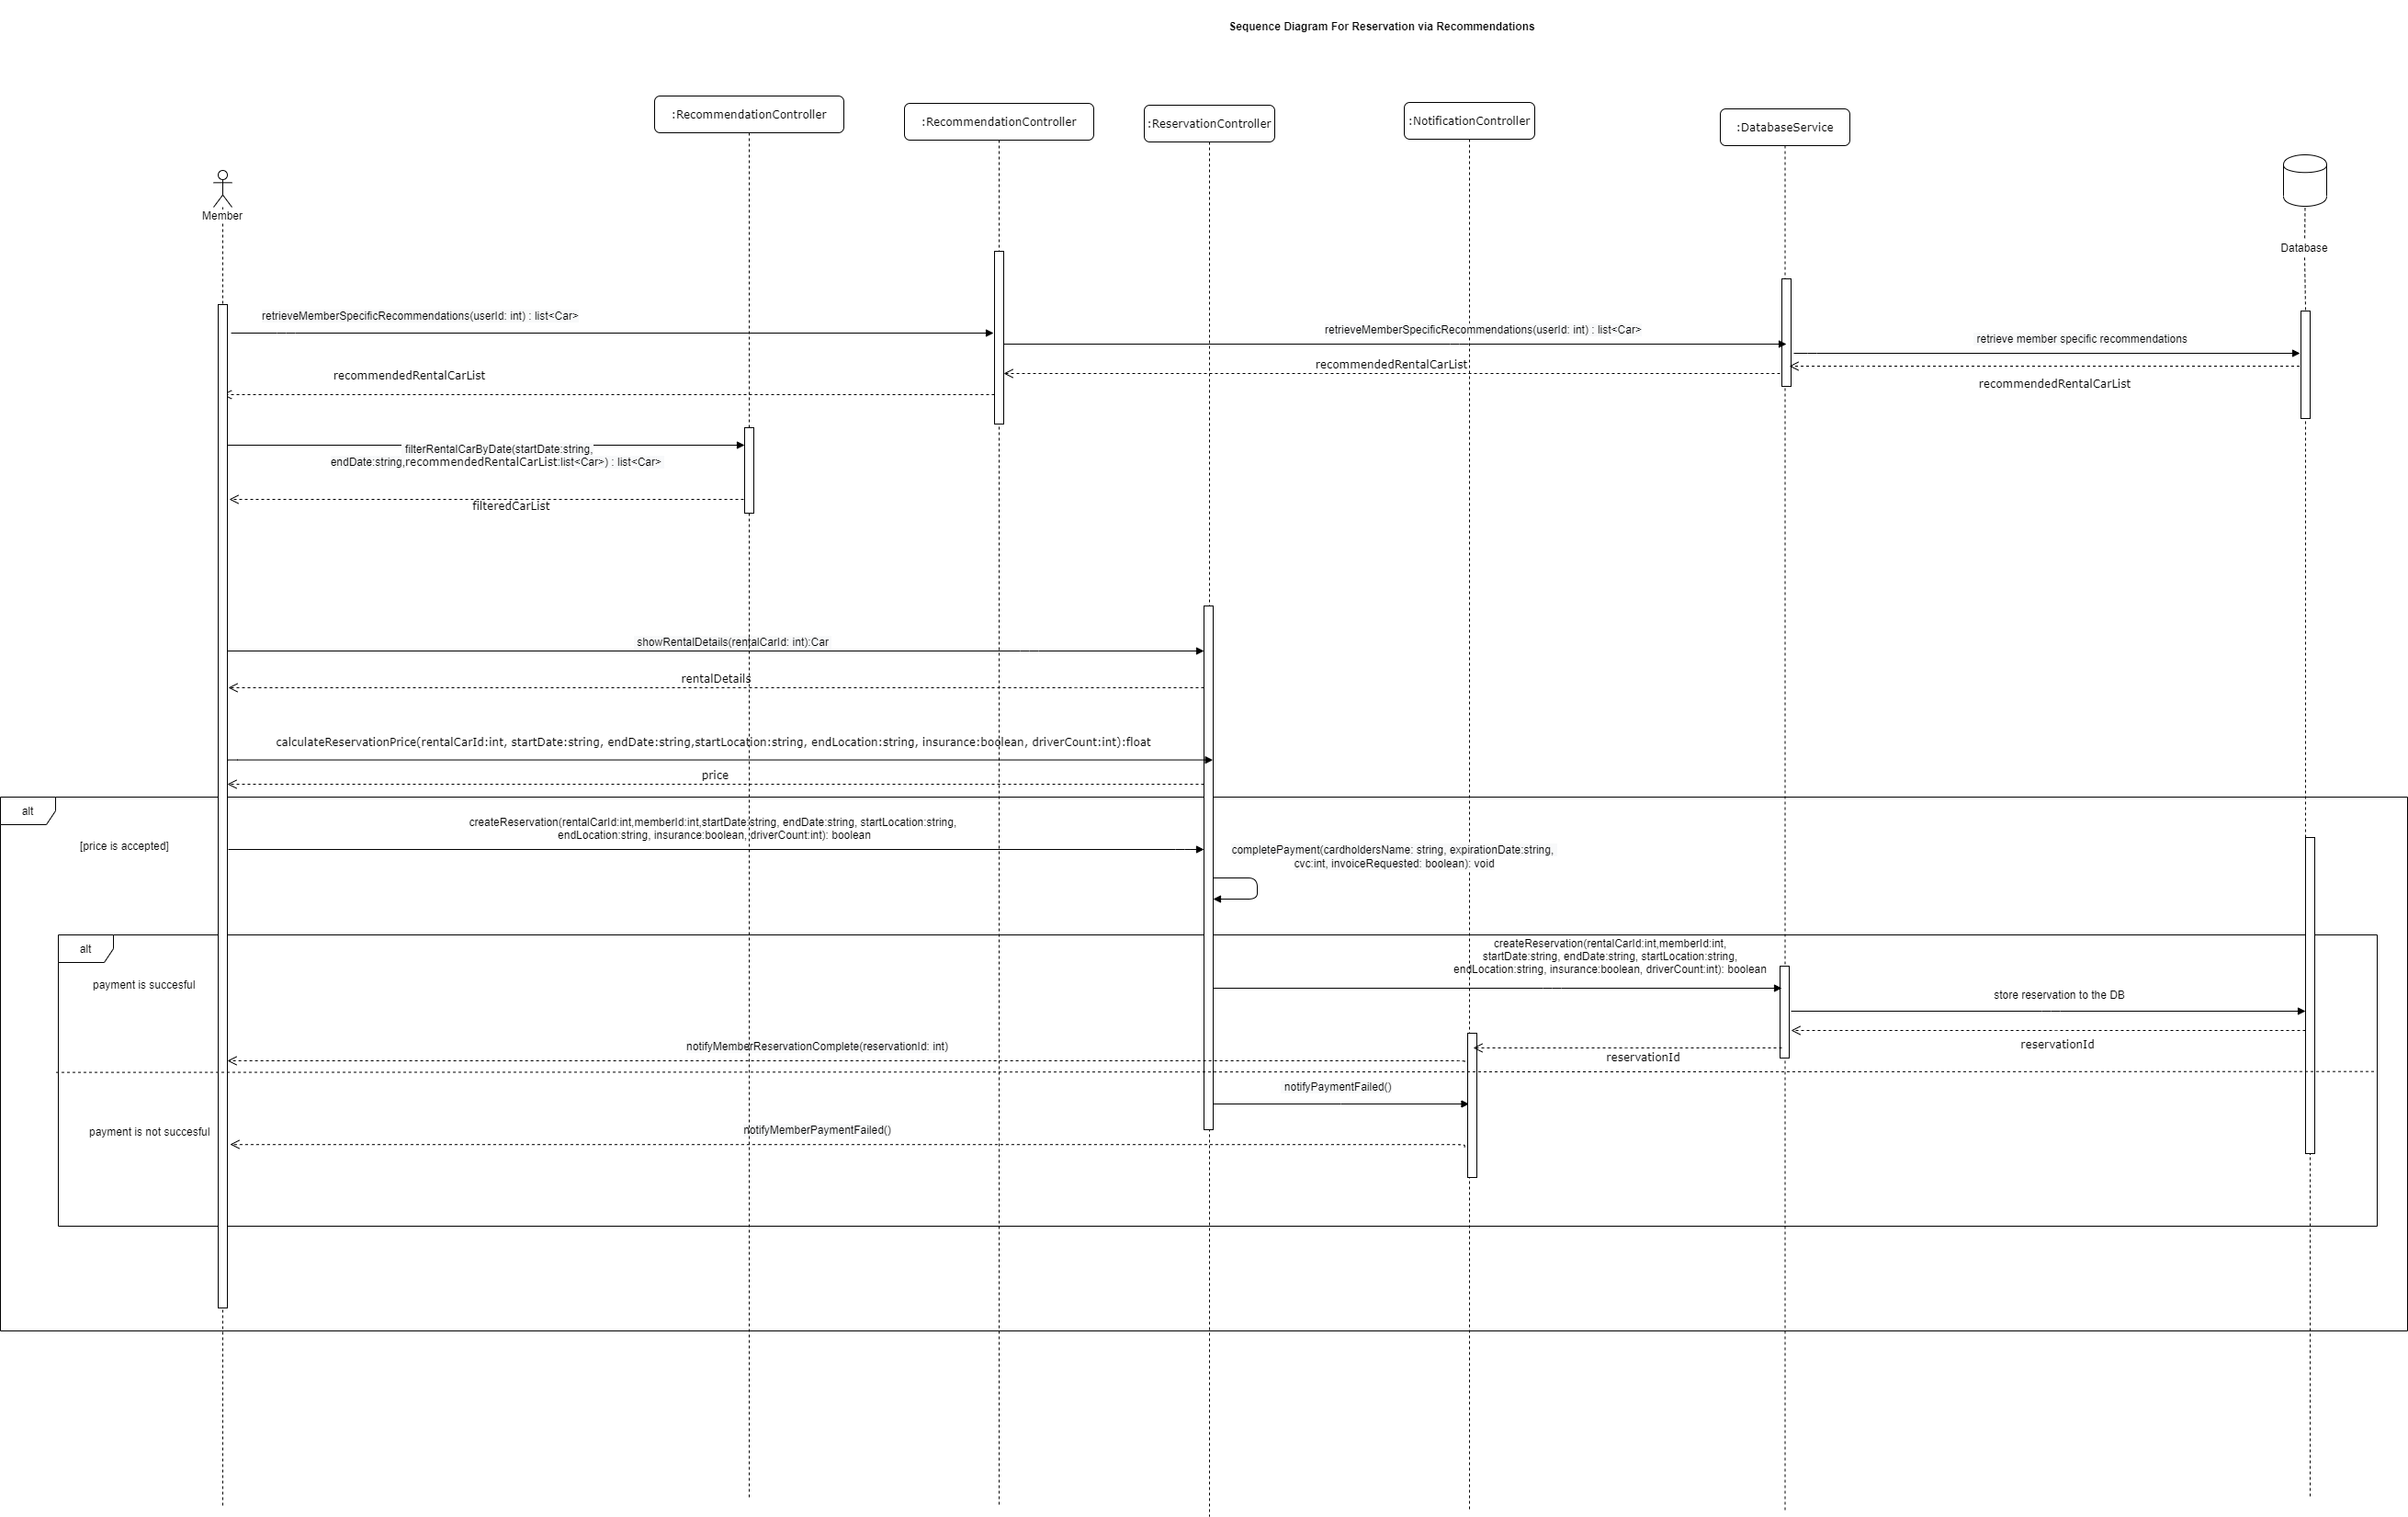 Sequence Diagram For Reservation via Recommendations
:RecommendationController
:RecommendationController
:ReservationController
:NotificationController
:DatabaseService
Member
Database
retrieveMemberSpecificRecommendations(userId: int) : list<Car>
retrieveMemberSpecificRecommendations(userId: int) : list<Car>
retrieve member specific recommendations
recommendedRentalCarList
recommendedRentalCarList
recommendedRentalCarList
filterRentalCarByDate(startDate:string,
endDate:string,recommendedRentalCarList:list<Car>) : list<Car>
filteredCarList
showRentalDetails(rentalCarId: int):Car
rentalDetails
calculateReservationPrice(rentalCarId:int, startDate:string, endDate:string,startLocation:string, endLocation:string, insurance:boolean, driverCount:int):float
price
alt
[price is accepted]
createReservation(rentalCarId:int,memberId:int,startDate:string, endDate:string, startLocation:string,
endLocation:string, insurance:boolean, driverCount:int): boolean
completePayment(cardholdersName: string, expirationDate:string,
cvc:int, invoiceRequested: boolean): void
alt
payment is succesful
createReservation(rentalCarId:int,memberId:int,
startDate:string, endDate:string, startLocation:string,
endLocation:string, insurance:boolean, driverCount:int): boolean
store reservation to the DB
reservationId
reservationId
notifyMemberReservationComplete(reservationId: int)
notifyPaymentFailed()
payment is not succesful
notifyMemberPaymentFailed()